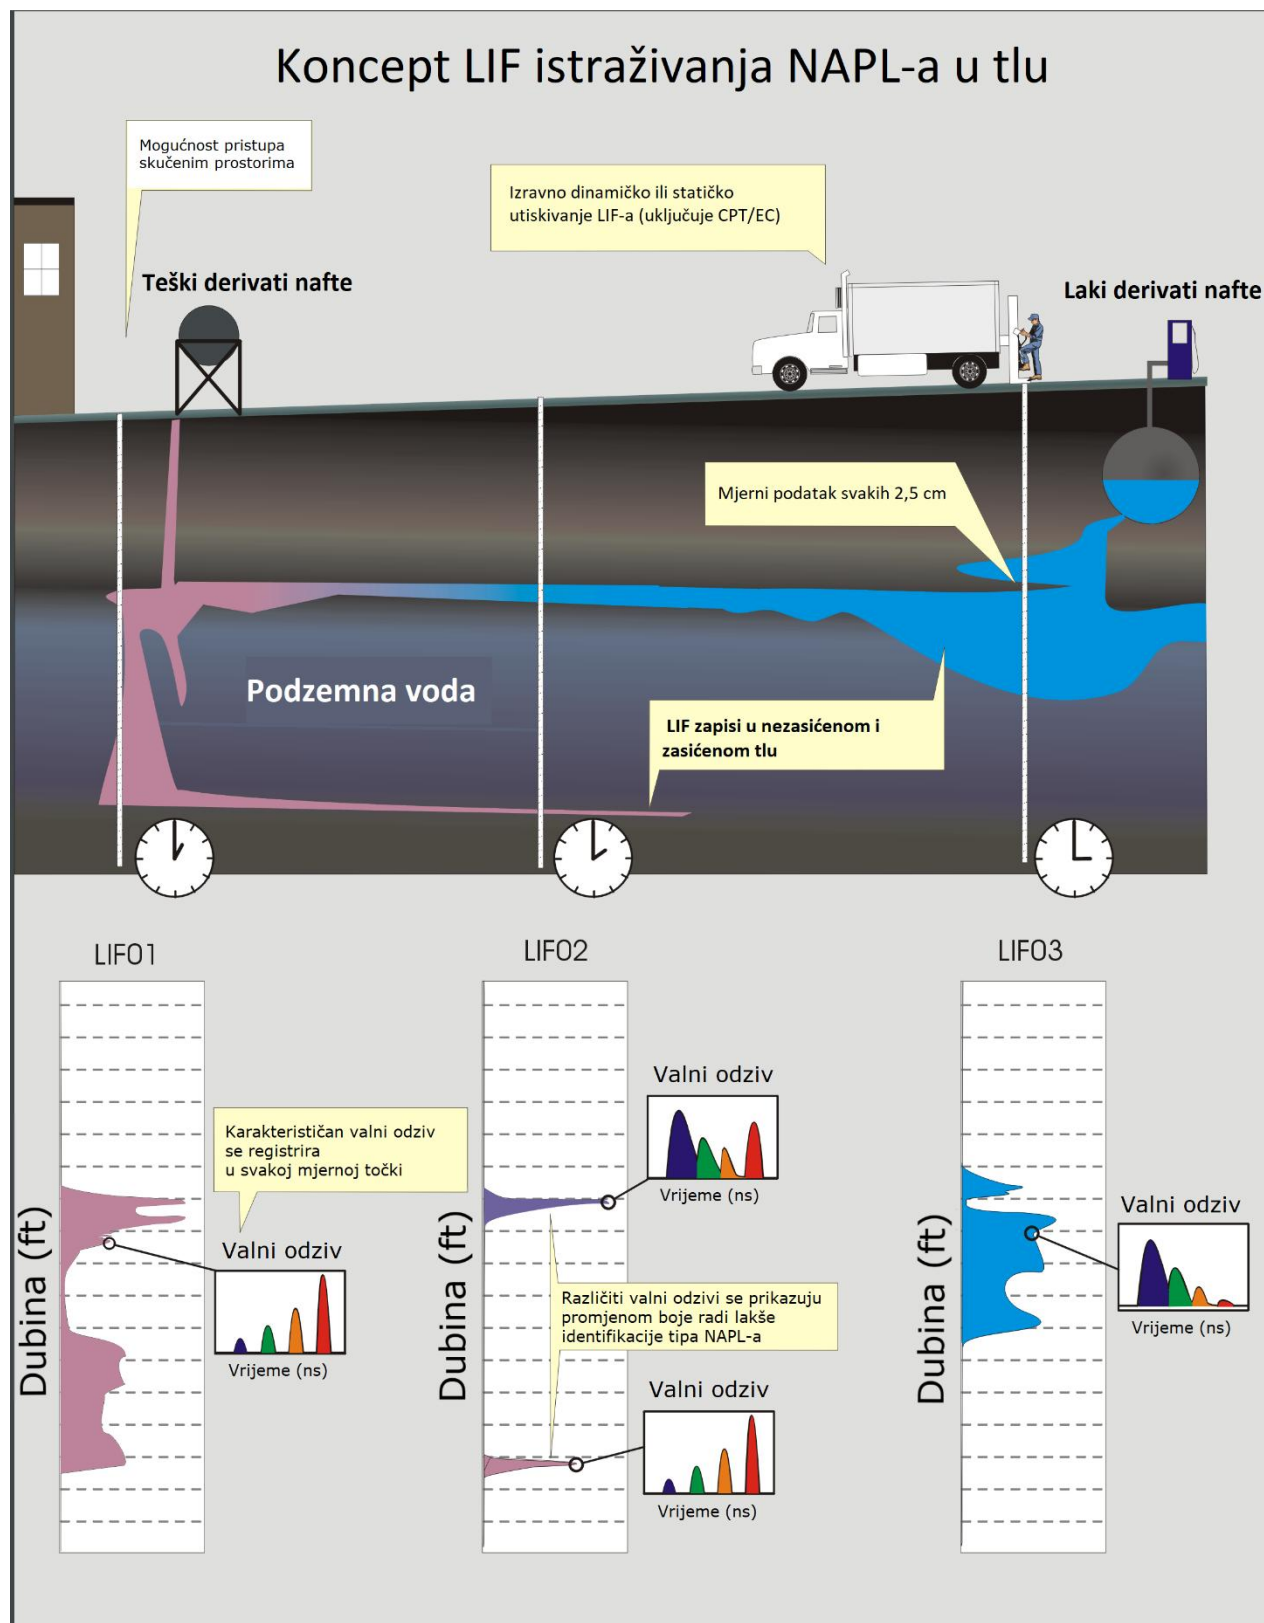 Koncept LIF istraživanja NAPL-a u tlu
Mogućnost pristupa
skučenim prostorima
Izravno dinamičko ili statičko
utiskivanje LIF-a (uključuje CPT/EC)
Teški derivati nafte
Laki derivati nafte
Mjerni podatak svakih 2,5 cm
Podzemna voda
LIF zapisi u nezasićenom i
zasićenom tlu
LIF01
LIF02
LIF03
Dubina (ft)
Karakterističan valni odziv
se registrira
u svakoj mjernoj točki
Valni odziv
Vrijeme (ns)
Dubina (ft)
Valni odziv
Vrijeme (ns)
Različiti valni odzivi se prikazuju
promjenom boje radi lakše
identifikacije tipa NAPL-a
Valni odziv
Vrijeme (ns)
Dubina (ft)
Valni odziv
Vrijeme (ns)